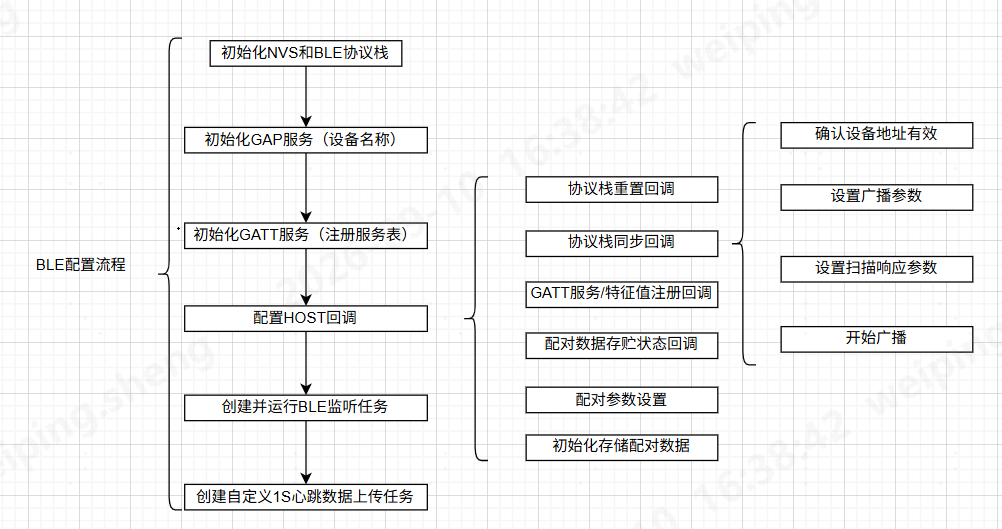 BLE配置流程
初始化NVS和BLE协议栈
初始化GAP服务（设备名称）
初始化GATT服务（注册服务表）
配置HOST回调
创建并运行BLE监听任务
创建自定义1S心跳数据上传任务
协议栈重置回调
协议栈同步回调
GATT服务/特征值注册回调
配对数据存贮状态回调
配对参数设置
初始化存储配对数据
确认设备地址有效
设置广播参数
设置扫描响应参数
开始广播